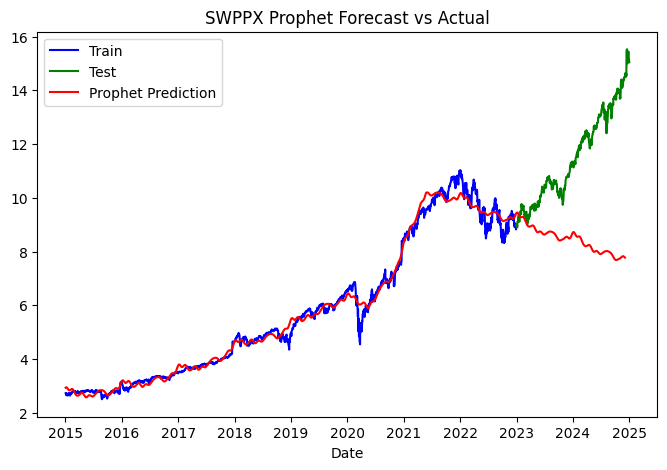 SWPPX Prophet Forecast vs Actual
Train
Test
Prophet Prediction
16
14
12
10
8
6
4
2
2015 2016 2017 2018 2019 2020 2021 2022 2023 2024 2025
Date